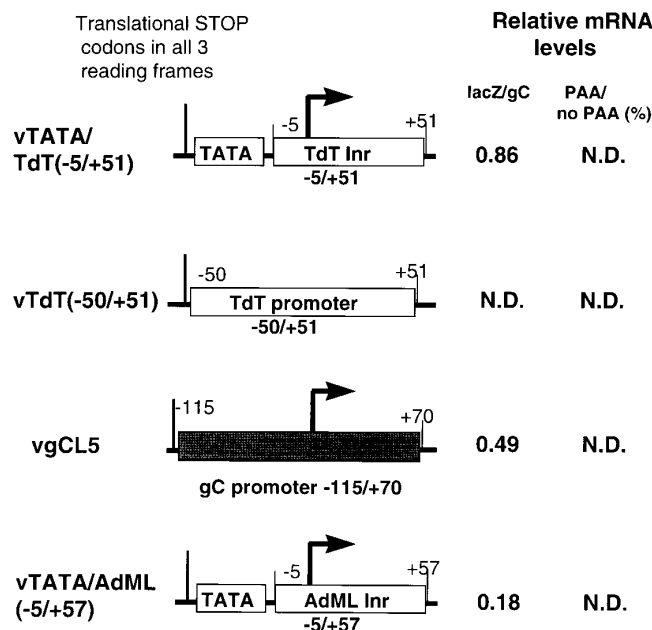 Translational STOP
codons in all 3
reading frames
Relative mRNA
levels
lacZ/gC
PAA/
no PAA (%)
vTATA/
TdT(-5/+51)
TATA
-5
+51
TdT Inr
-5/+51
0.86
N.D.
vTdT(-50/+51)
-50
+51
TdT promoter
-50/+51
N.D.
N.D.
vgCL5
-115
+70
gC promoter -115/+70
0.49
N.D.
vTATA/AdML
(-5/+57)
TATA
-5
+57
AdML Inr
-5/+57
0.18
N.D.